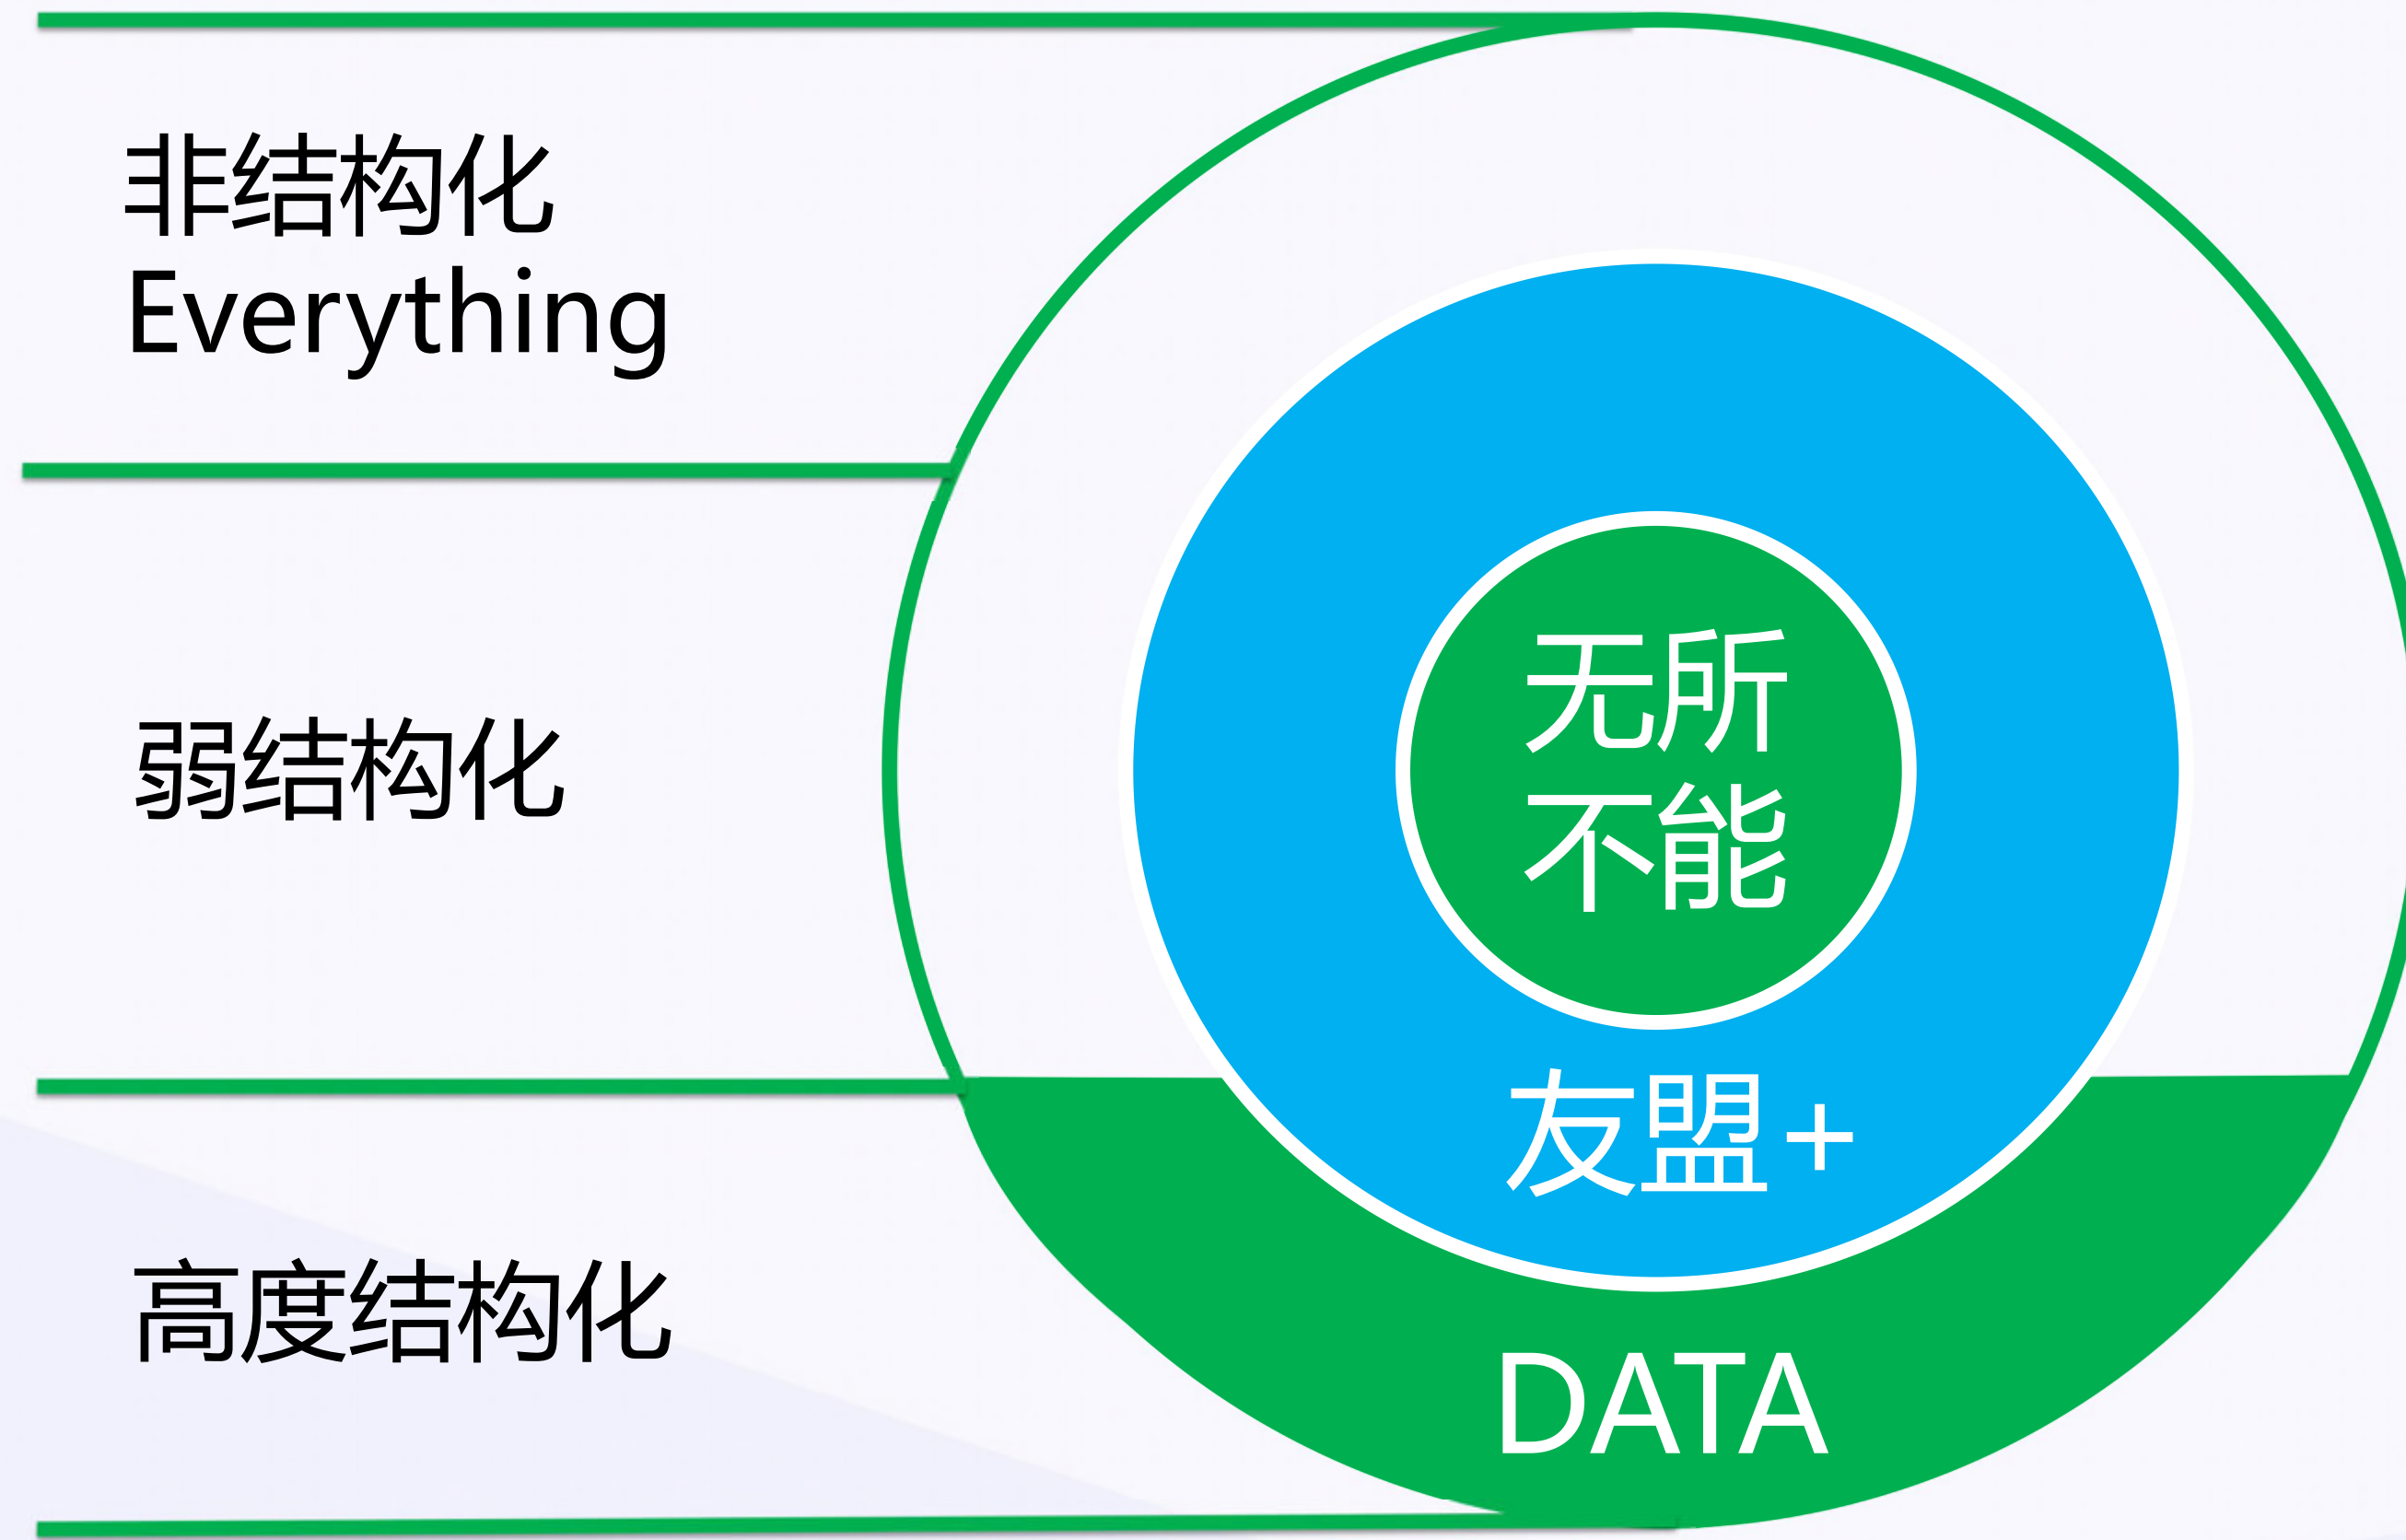 非结构化
Everything
弱结构化
高度结构化
无所
不能
友盟+
DATA